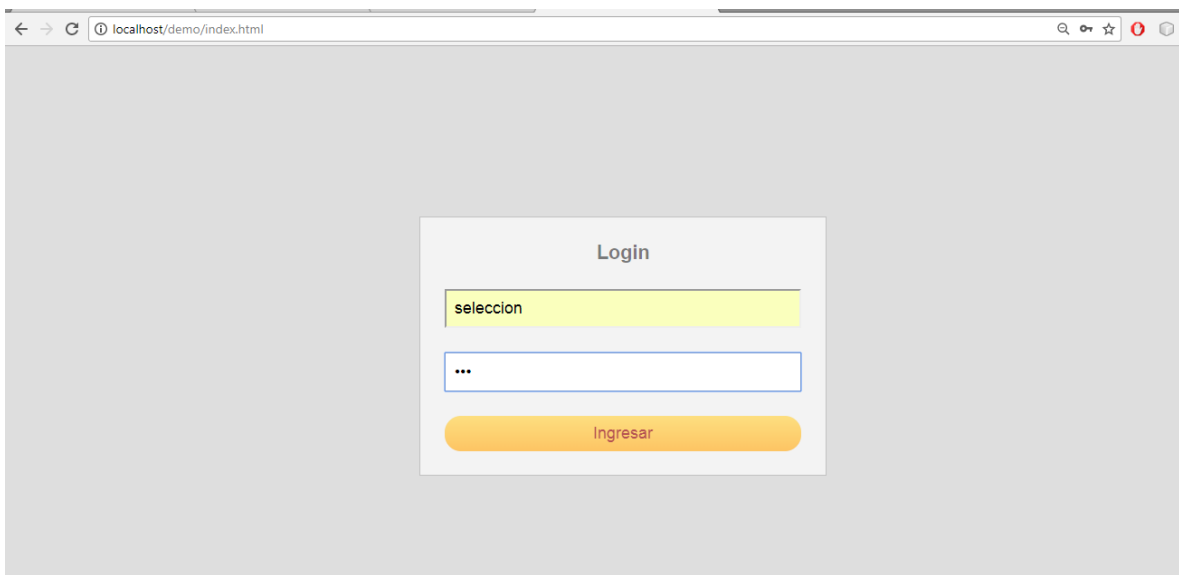 localhost/demo/index.html
Login
seleccion
•••
Ingresar